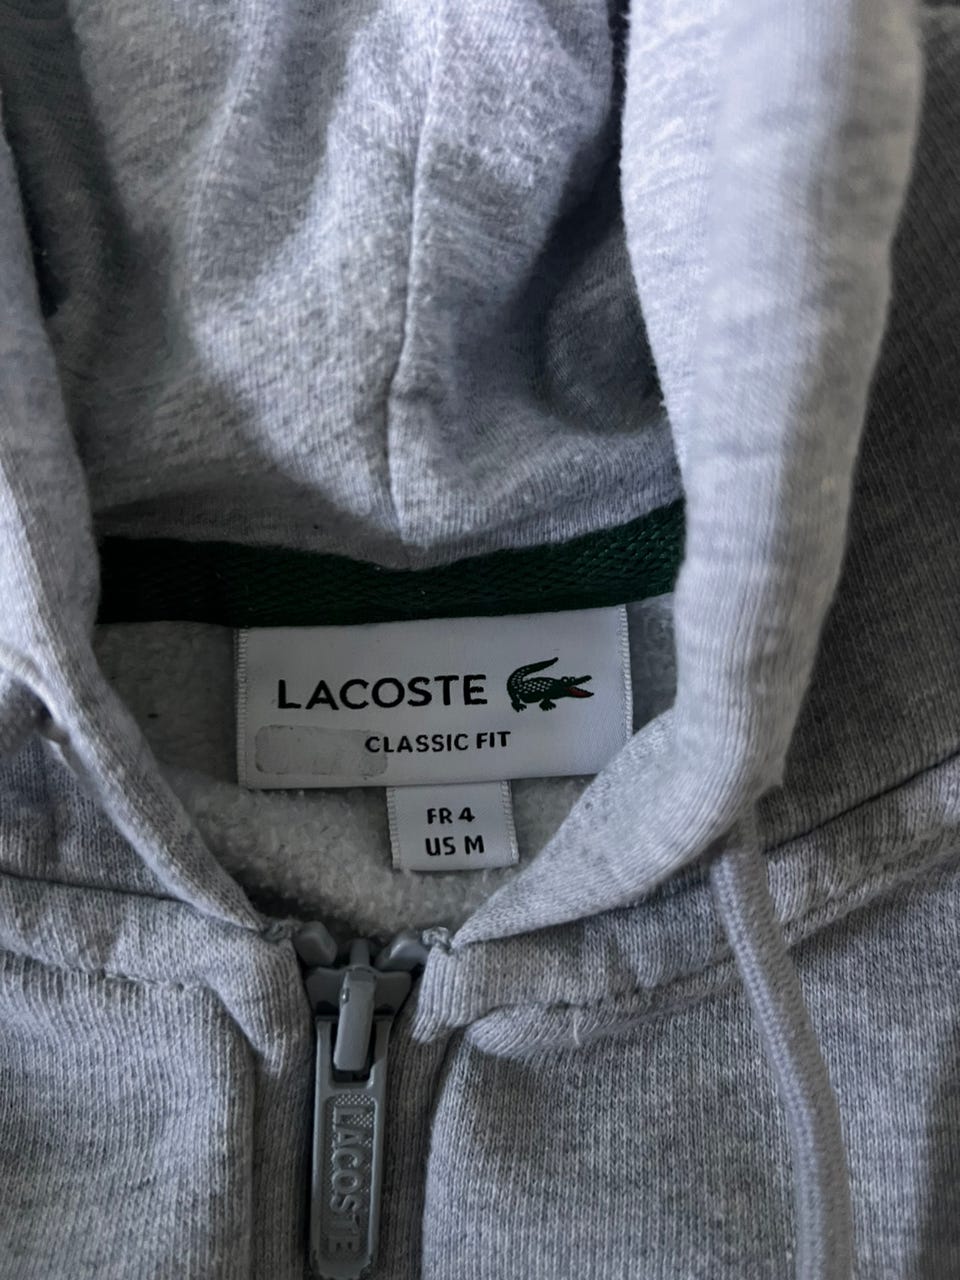 LACOSTE
CLASSIC FIT
FR 4
US M
LACOSTE